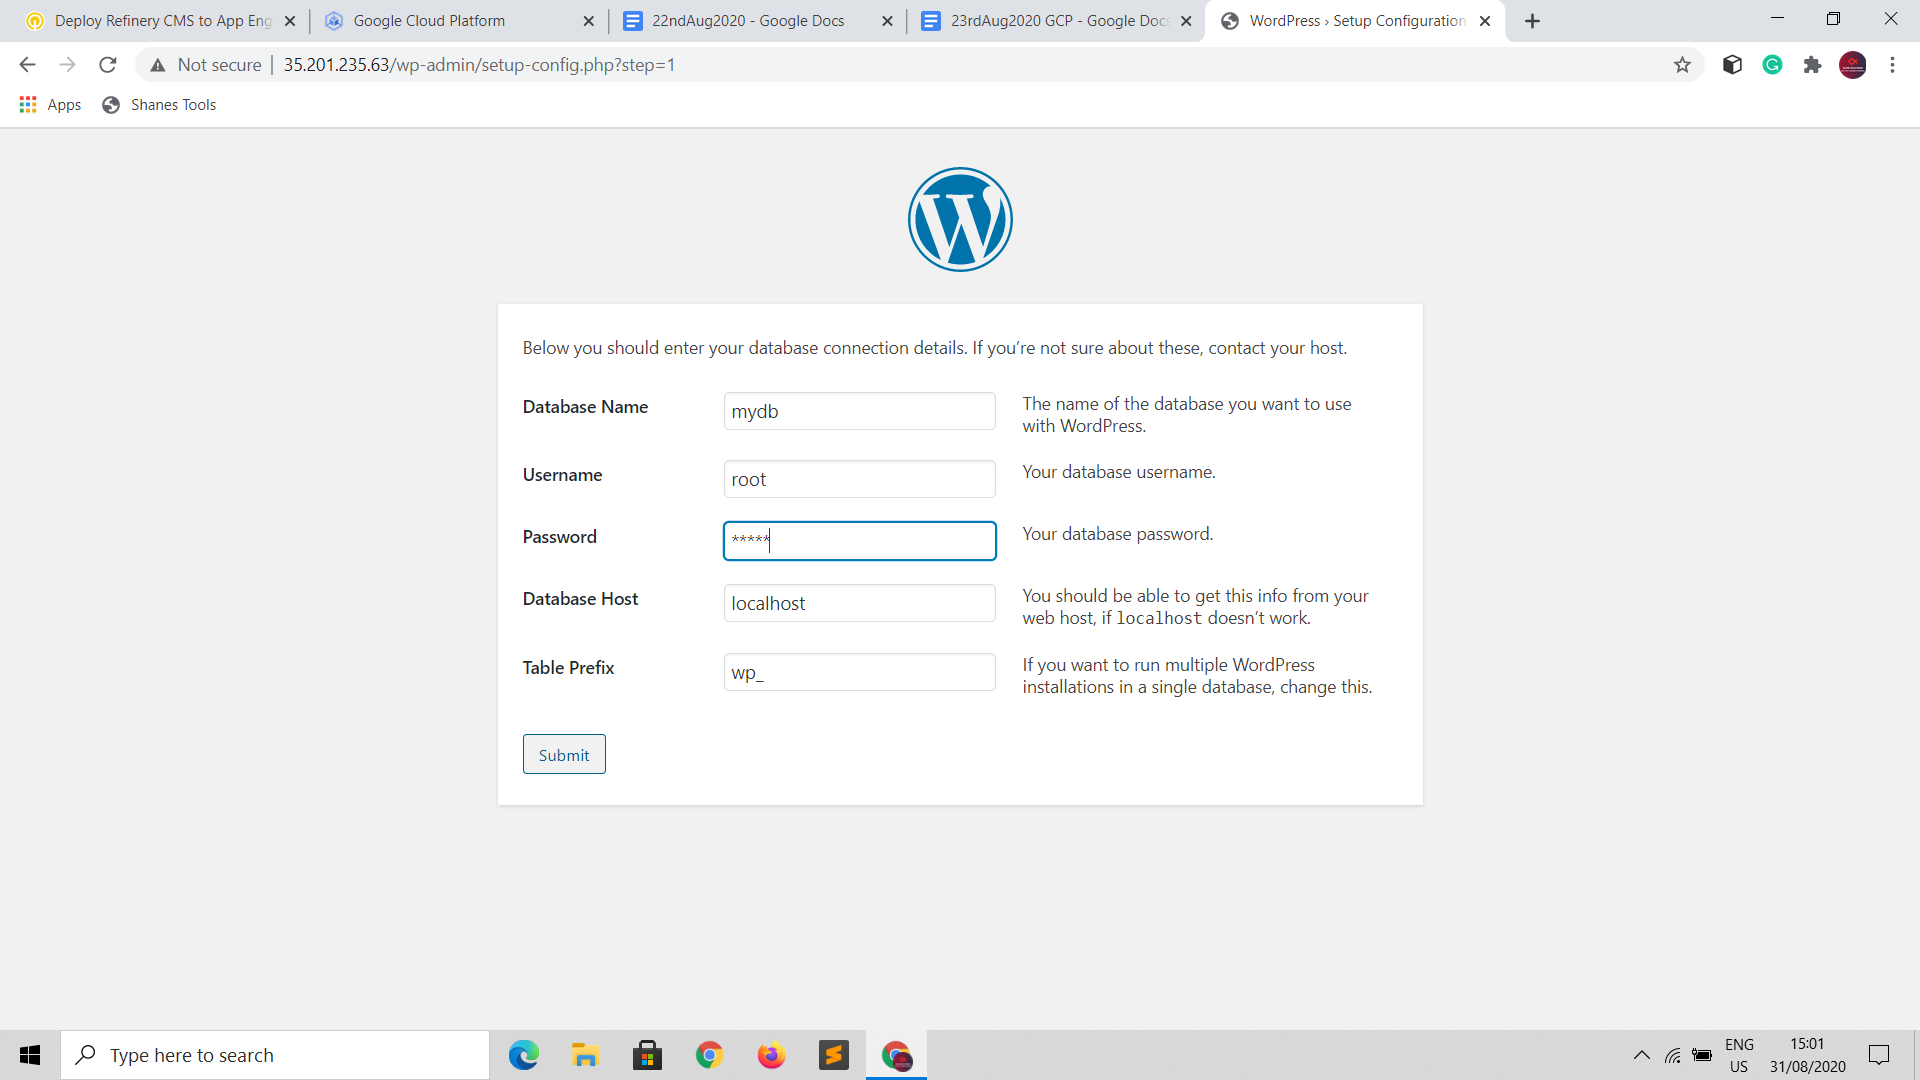 Deploy Refinery CMS to App Eng
Google Cloud Platform
22ndAug2020 - Google Docs
23rdAug2020 GCP - Google Docs
WordPress › Setup Configuration
Not secure | 35.201.235.63/wp-admin/setup-config.php?step=1
Apps
Shanes Tools
Below you should enter your database connection details. If you’re not sure about these, contact your host.
Database Name
mydb
The name of the database you want to use
with WordPress.
Username
root
Your database username.
Password
*****
Your database password.
Database Host
localhost
You should be able to get this info from your
web host, if localhost doesn’t work.
Table Prefix
wp_
If you want to run multiple WordPress
installations in a single database, change this.
Submit
Type here to search
ENG
US
15:01
31/08/2020